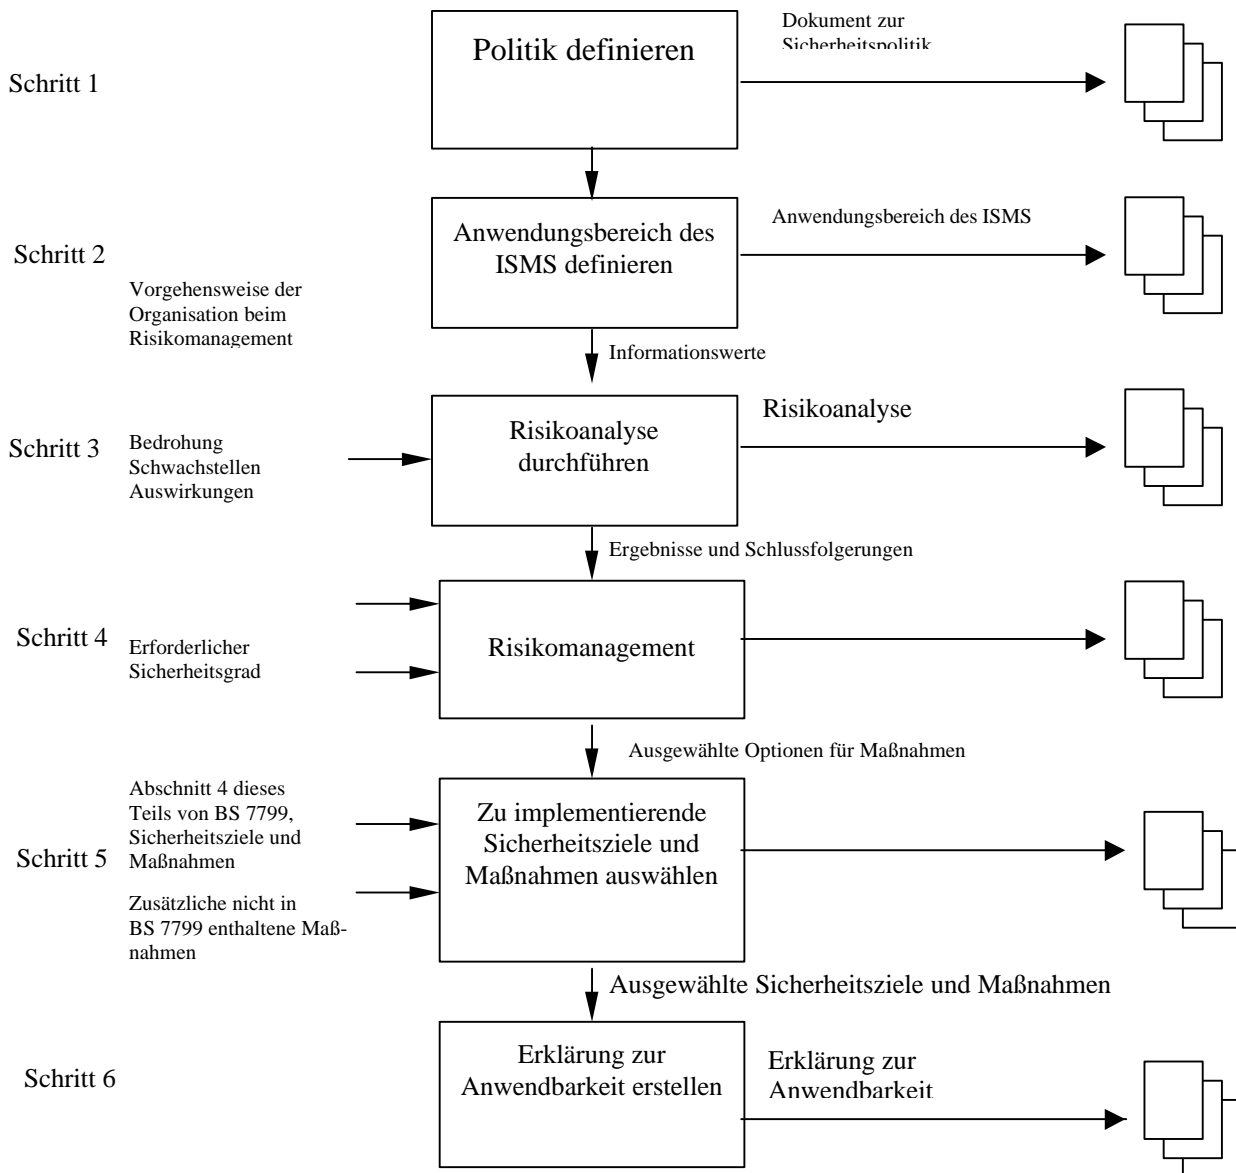 Politik definieren
Dokument zur
Sicherheitspolitik
Schritt 1
Anwendungsbereich des
ISMS definieren
Anwendungsbereich des ISMS
Schritt 2
Vorgehensweise der
Organisation beim
Risikomanagement
Informationswerte
Schritt 3
Bedrohung
Schwachstellen
Auswirkungen
Risikoanalyse
durchführen
Risikoanalyse
Ergebnisse und Schlussfolgerungen
Schritt 4
Erforderlicher
Sicherheitsgrad
Risikomanagement
Ausgewählte Optionen für Maßnahmen
Schritt 5
Abschnitt 4 dieses
Teils von BS 7799,
Sicherheitsziele und
Maßnahmen
Zusätzliche nicht in
BS 7799 enthaltene Maß-
nahmen
Zu implementierende
Sicherheitsziele und
Maßnahmen auswählen
Ausgewählte Sicherheitsziele und Maßnahmen
Schritt 6
Erklärung zur
Anwendbarkeit erstellen
Erklärung zur
Anwendbarkeit